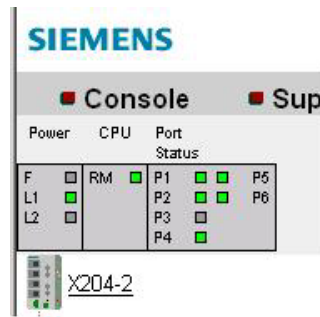 SIEMENS
Console Sup
Power CPU Port Status
F RM P1 P5
L1 P2 P6
L2 P3
P4
X204-2